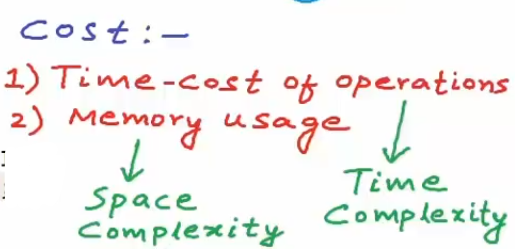 Cost:-
1) Time-cost of operations
2) Memory usage
Space
Complexity
Time
Complexity